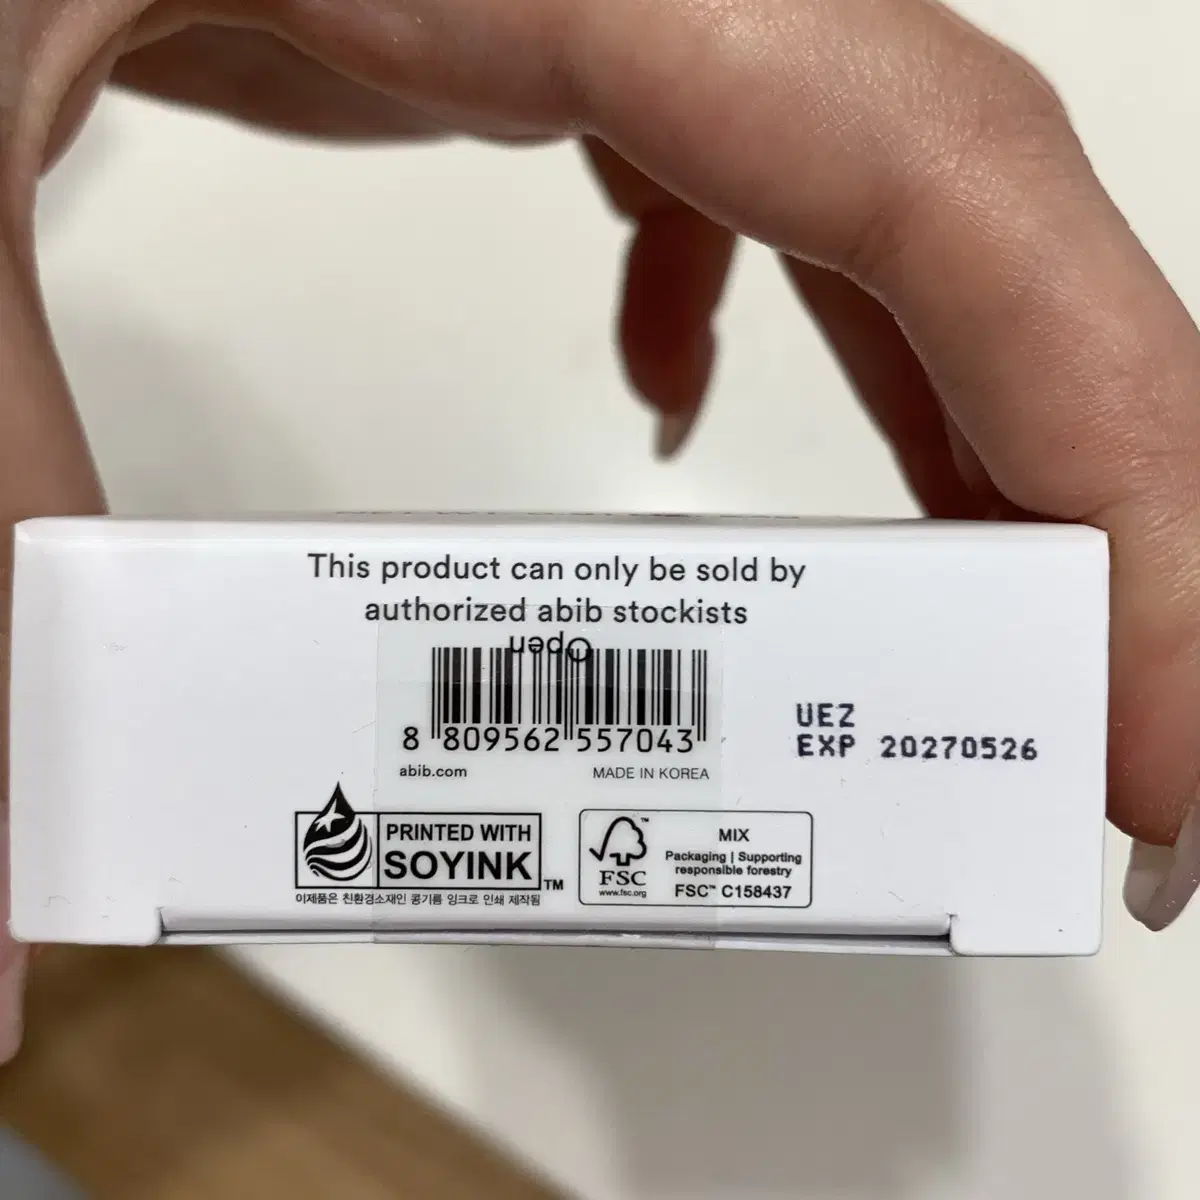 This product can only be sold by
authorized abib stockists
Open
8 809562 557043
abib.com
MADE IN KOREA
UEZ
EXP 20270526
PRINTED WITH
SOYINK™
이제품은 친환경소재인 콩기름 잉크로 인쇄 제작됨
FSC
www.fsc.org
MIX
Packaging | Supporting
responsible forestry
FSC™ C158437